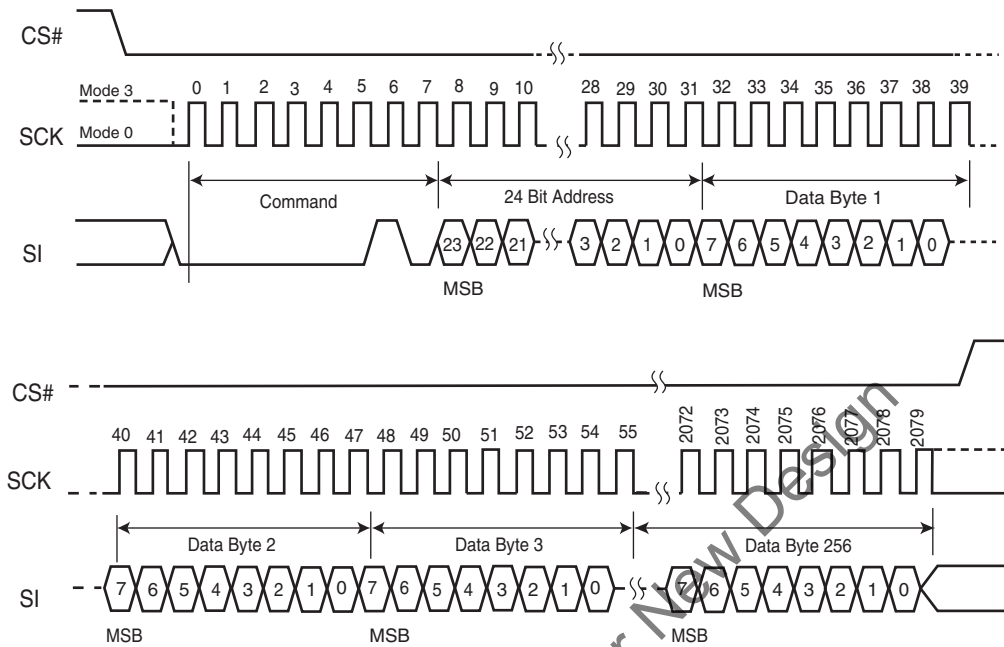 CS#
Mode 3
0 1 2 3 4 5 6 7 8 9 10 28 29 30 31 32 33 34 35 36 37 38 39
SCK
Mode 0
Command
24 Bit Address
Data Byte 1
SI
23 22 21 3 2 1 0 7 6 5 4 3 2 1 0
MSB
MSB
CS#
40 41 42 43 44 45 46 47 48 49 50 51 52 53 54 55 2072 2073 2074 2075 2076 2077 2078 2079
SCK
Data Byte 2
Data Byte 3
Data Byte 256
SI
7 6 5 4 3 2 1 0 7 6 5 4 3 2 1 0 7 6 5 4 3 2 1 0
MSB
MSB
MSB
r New Design